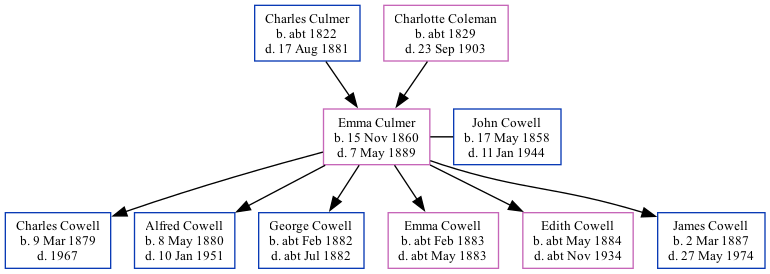 Charles Culmer
b. abt 1822
d. 17 Aug 1881
Charlotte Coleman
b. abt 1829
d. 23 Sep 1903
Emma Culmer
b. 15 Nov 1860
d. 7 May 1889
John Cowell
b. 17 May 1858
d. 11 Jan 1944
Charles Cowell
b. 9 Mar 1879
d. 1967
Alfred Cowell
b. 8 May 1880
d. 10 Jan 1951
George Cowell
b. abt Feb 1882
d. abt Jul 1882
Emma Cowell
b. abt Feb 1883
d. abt May 1883
Edith Cowell
b. abt May 1884
d. abt Nov 1934
James Cowell
b. 2 Mar 1887
d. 27 May 1974